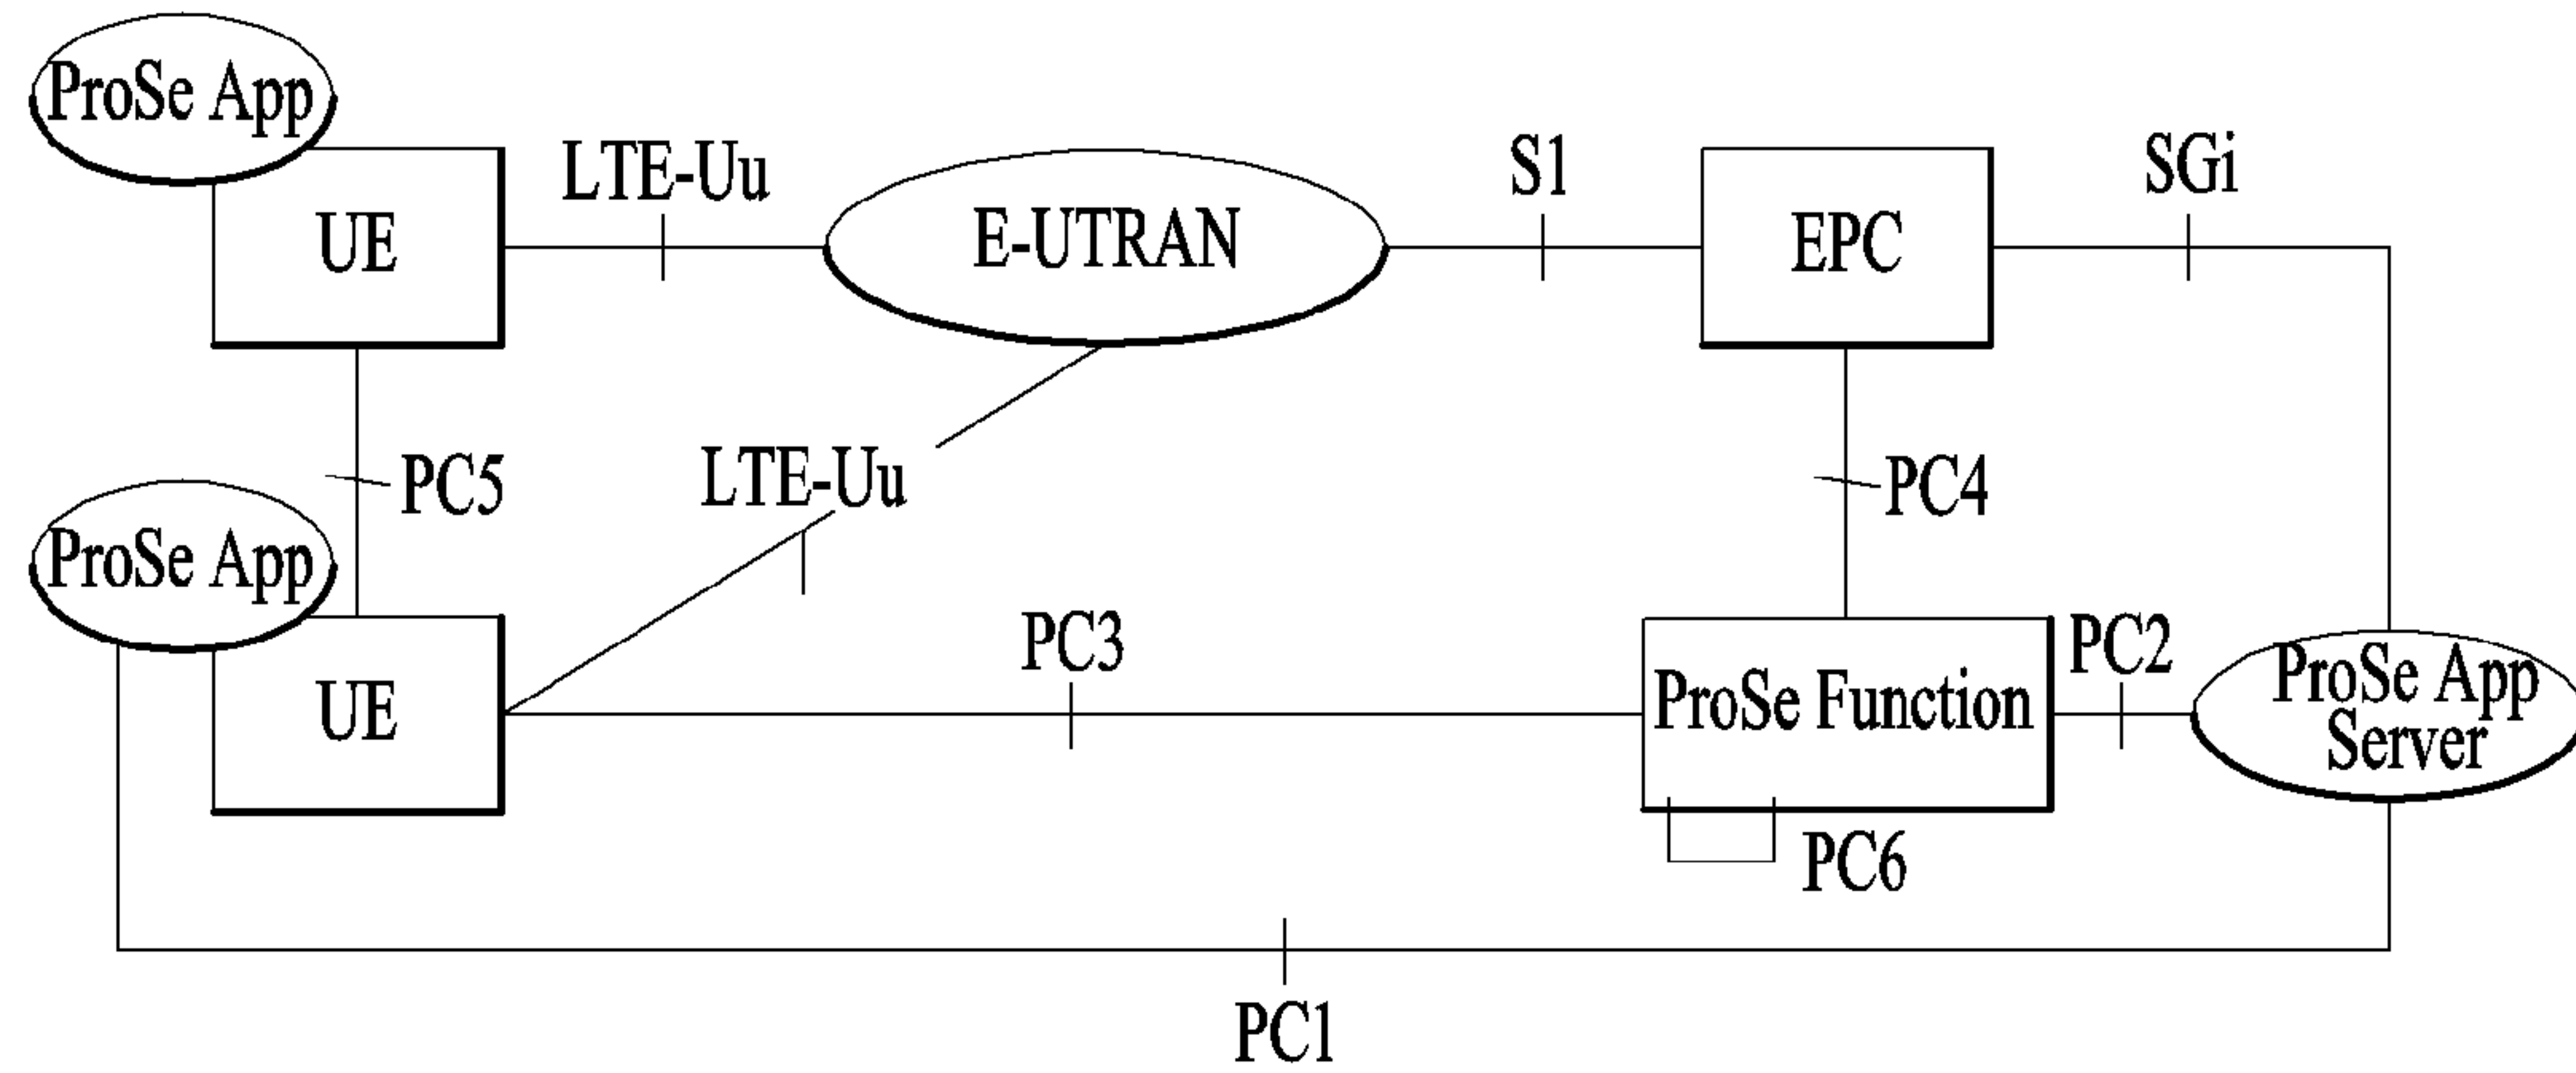 ProSe App
LTE-Uu
S1
SGi
UE
E-UTRAN
EPC
LTE-Uu
PC5
PC4
ProSe App
PC3
PC2
UE
ProSe Function
ProSe App
Server
PC6
PC1